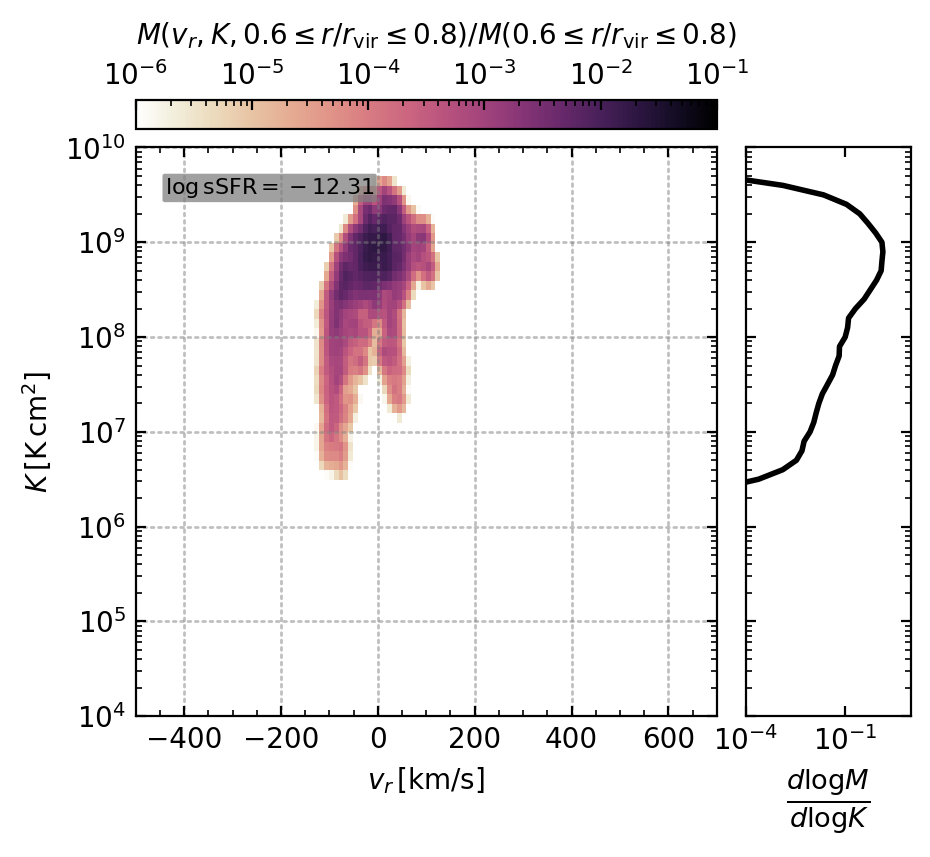 M(v_r, K, 0.6 ≤ r/r_vir ≤ 0.8)/M(0.6 ≤ r/r_vir ≤ 0.8)
10^−6 10^−5 10^−4 10^−3 10^−2 10^−1
10^10
log sSFR = −12.31
10^9
10^8
10^7
K [K cm^2]
10^6
10^5
10^4
−400 −200 0 200 400 600 10^−4 10^−1
v_r [km/s]
dlogM
dlogK